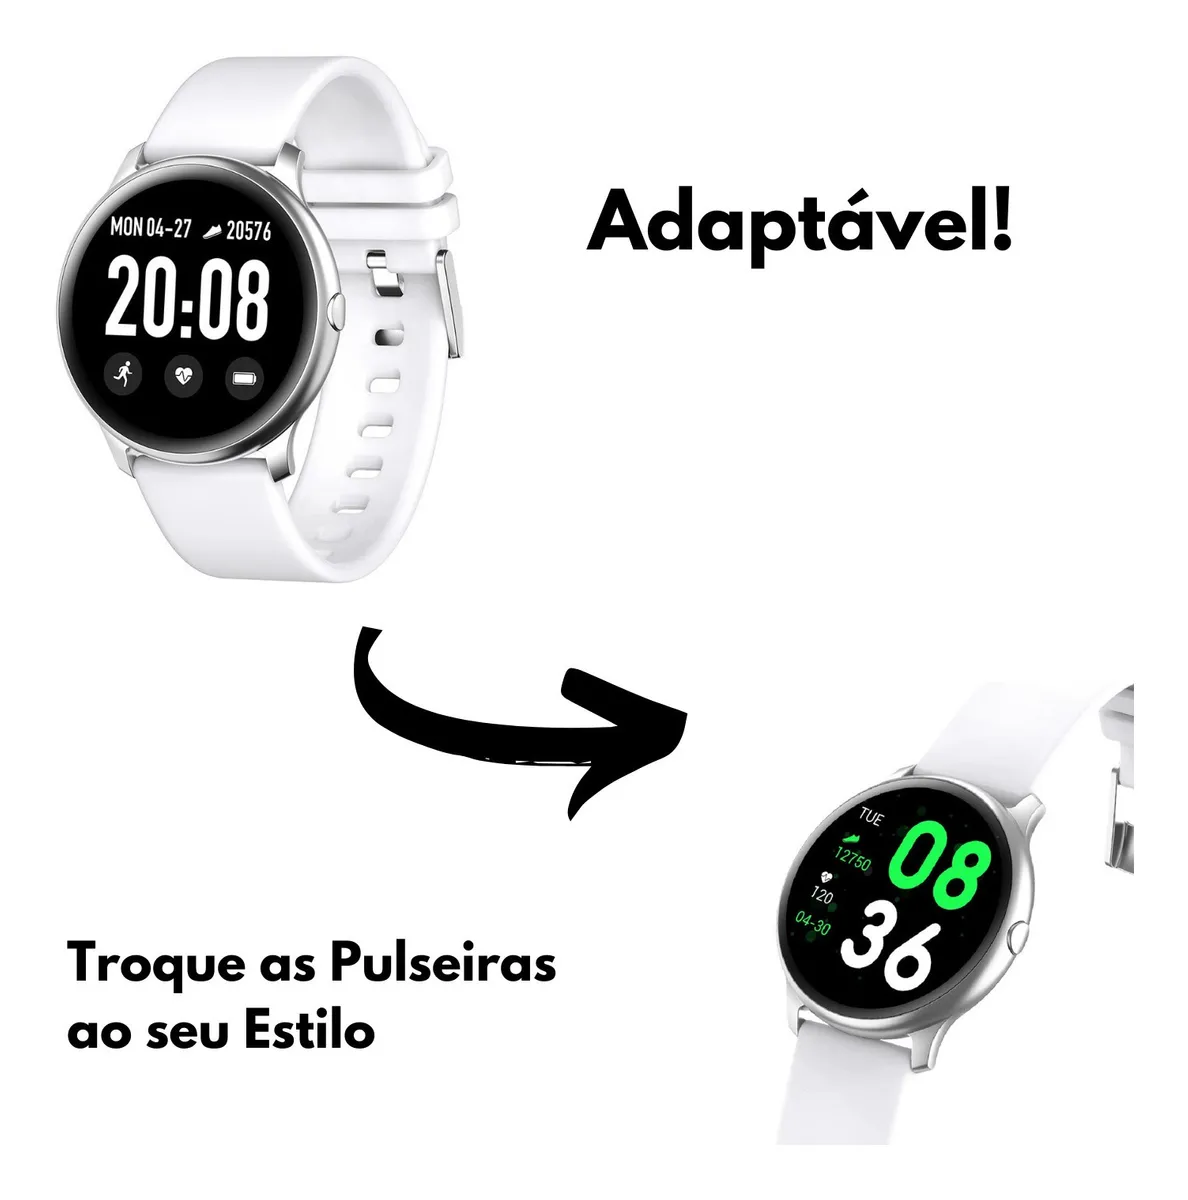 Adaptável!
MON 04-27 20576
20:08
TUE
08
12750
120
36
04-30
Troque as Pulseiras
ao seu Estilo